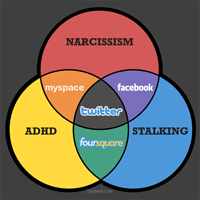 NARCISSISM
myspace
facebook
twitter
ADHD
foursquare
STALKING